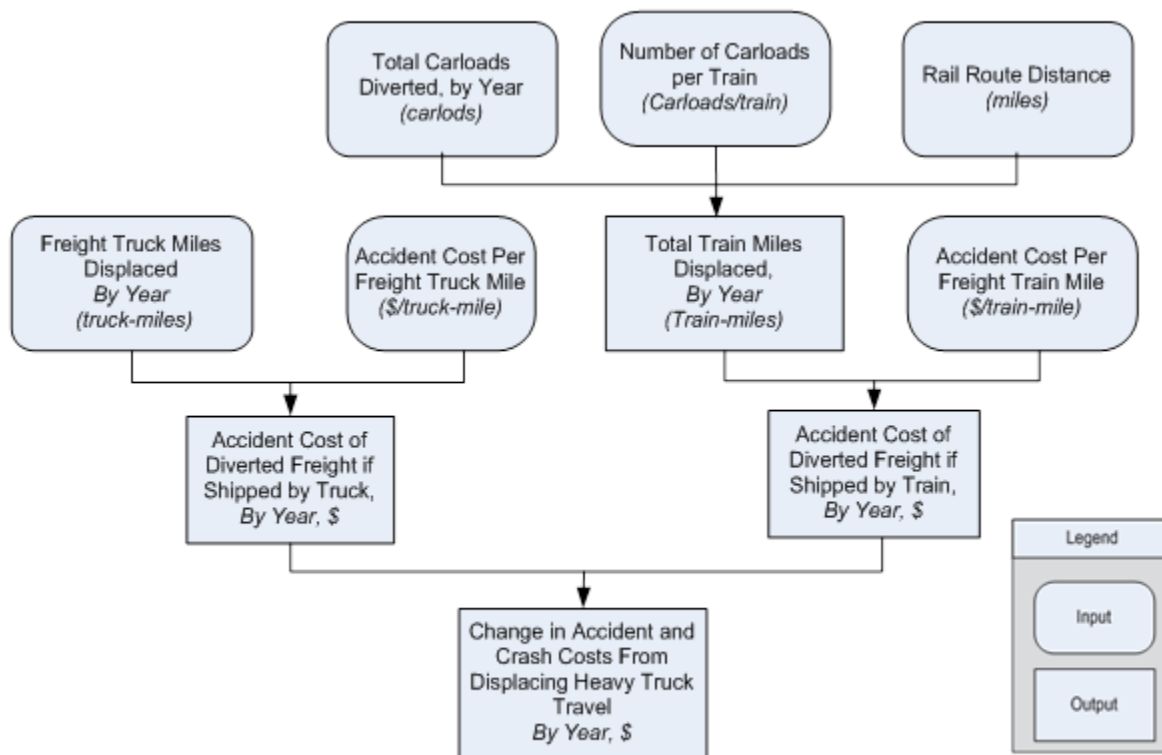 Total Carloads
Diverted, by Year
(carlods)
Number of Carloads
per Train
(Carloads/train)
Rail Route Distance
(miles)
Freight Truck Miles
Displaced
By Year
(truck-miles)
Accident Cost Per
Freight Truck Mile
($/truck-mile)
Total Train Miles
Displaced,
By Year
(Train-miles)
Accident Cost Per
Freight Train Mile
($/train-mile)
Accident Cost of
Diverted Freight if
Shipped by Truck,
By Year, $
Accident Cost of
Diverted Freight if
Shipped by Train,
By Year, $
Change in Accident and
Crash Costs From
Displacing Heavy Truck
Travel
By Year, $
Legend
Input
Output